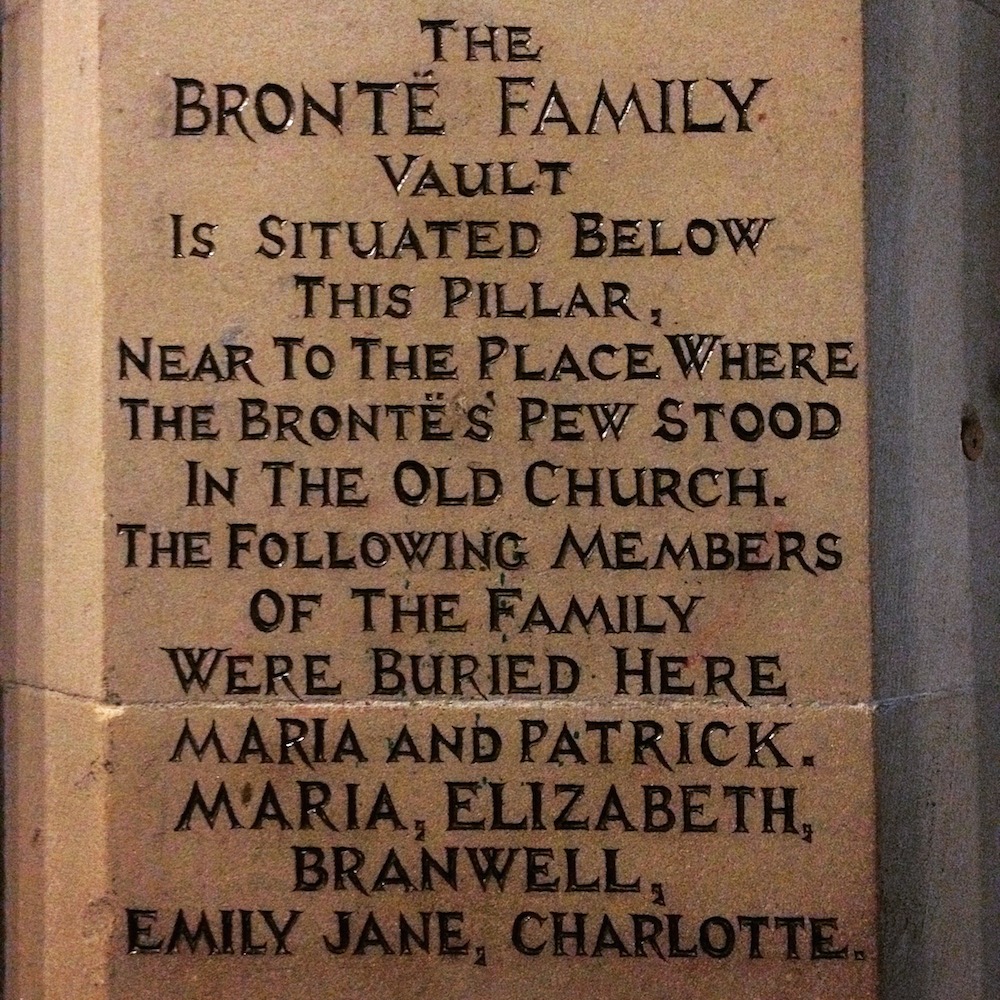 THE
BRONTË FAMILY
VAULT
IS SITUATED BELOW
THIS PILLAR,
NEAR TO THE PLACE WHERE
THE BRONTË'S PEW STOOD
IN THE OLD CHURCH.
THE FOLLOWING MEMBERS
OF THE FAMILY
WERE BURIED HERE
MARIA AND PATRICK.
MARIA, ELIZABETH,
BRANWELL,
EMILY JANE, CHARLOTTE.